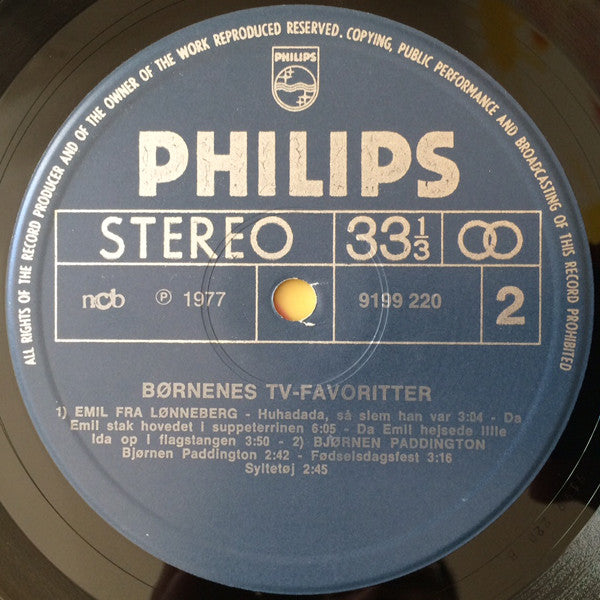 ALL RIGHTS OF THE RECORD PRODUCER AND OF THE OWNER OF THE WORK REPRODUCED RESERVED. COPYING, PUBLIC PERFORMANCE AND BROADCASTING OF THIS RECORD PROHIBITED
PHILIPS
PHILIPS
STEREO 33 1/3
ncb ℗ 1977 9199 220 2
BØRNENES TV-FAVORITTER
1) EMIL FRA LØNNEBERG - Huhadada, så slem han var 3:04 - Da
Emil stak hovedet i suppeterrinen 6:05 - Da Emil hejsede lille
Ida op i flagstangen 3:50 - 2) BJØRNEN PADDINGTON
Bjørnen Paddington 2:42 - Fødselsdagsfest 3:16
Syltetøj 2:45